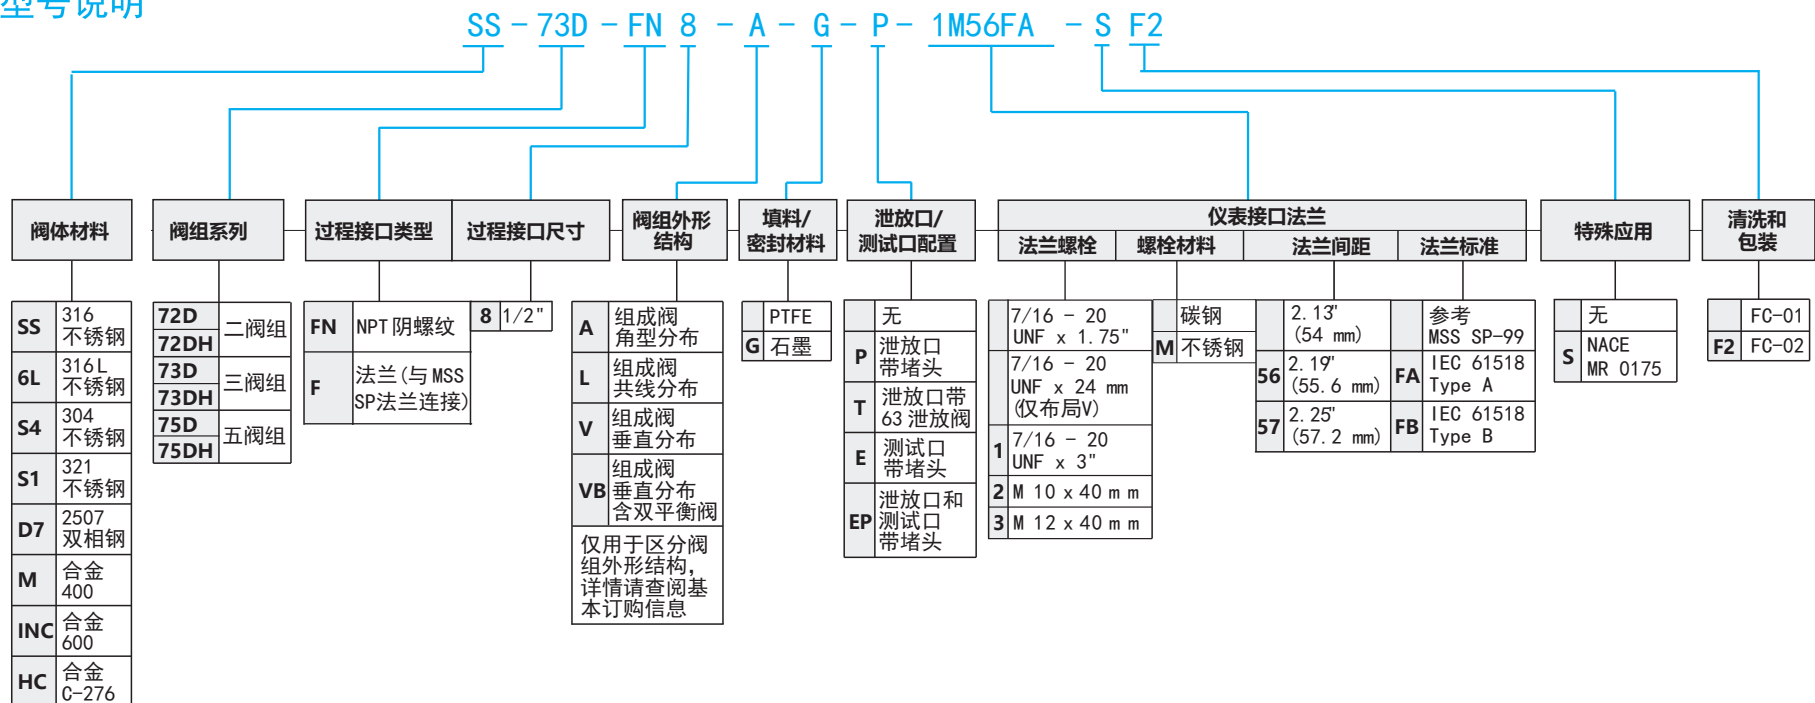 型号说明
SS - 73D - FN 8 - A - G - P - 1M56FA - S F2
阀体材料
SS 316 不锈钢
6L 316L 不锈钢
S4 304 不锈钢
S1 321 不锈钢
D7 2507 双相钢
M 合金 400
INC 合金 600
HC 合金 C-276
阀组系列
72D
72DH
二阀组
73D
73DH
三阀组
75D
75DH
五阀组
过程接口类型
FN NPT阴螺纹
F 法兰(与MSS
SP法兰连接)
过程接口尺寸
8 1/2"
阀组外形
结构
A 组成阀
角型分布
L 组成阀
共线分布
V 组成阀
垂直分布
VB 组成阀
垂直分布
含双平衡阀
仅用于区分阀
组外形结构,
详情请查阅基
本订购信息
填料/
密封材料
PTFE
G 石墨
泄放口/
测试口配置
无
P 泄放口
带堵头
T 泄放口带
63 泄放阀
E 测试口
带堵头
EP 泄放口和
测试口
带堵头
仪表接口法兰
法兰螺栓
7/16 - 20
UNF x 1.75"
7/16 - 20
UNF x 24 mm
(仅布局V)
1 7/16 - 20
UNF x 3"
2 M 10 x 40 mm
3 M 12 x 40 mm
螺栓材料
碳钢
M 不锈钢
法兰间距
2.13"
(54 mm)
56 2.19"
(55.6 mm)
57 2.25"
(57.2 mm)
法兰标准
参考
MSS SP-99
FA IEC 61518
Type A
FB IEC 61518
Type B
特殊应用
无
S NACE
MR 0175
清洗和
包装
FC-01
F2 FC-02